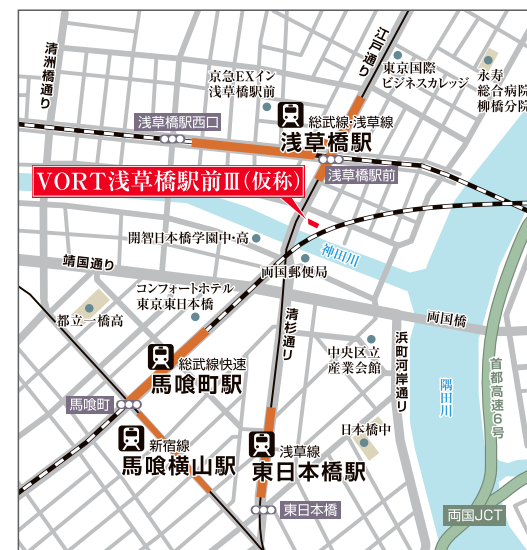 清洲橋通り
江戸通り
京急EXイン
浅草橋駅前
東京国際
ビジネスカレッジ
永寿
総合病院
柳橋分院
浅草橋駅西口
総武線・浅草線
浅草橋駅
浅草橋駅前
VORT浅草橋駅前Ⅲ(仮称)
開智日本橋学園中・高
神田川
靖国通り
両国郵便局
コンフォートホテル
東京東日本橋
都立一橋高
清杉通り
両国橋
総武線快速
馬喰町駅
中央区立
産業会館
浜町河岸通り
首都高速6号
隅田川
馬喰町
新宿線
馬喰横山駅
浅草線
東日本橋駅
日本橋中
東日本橋
両国JCT